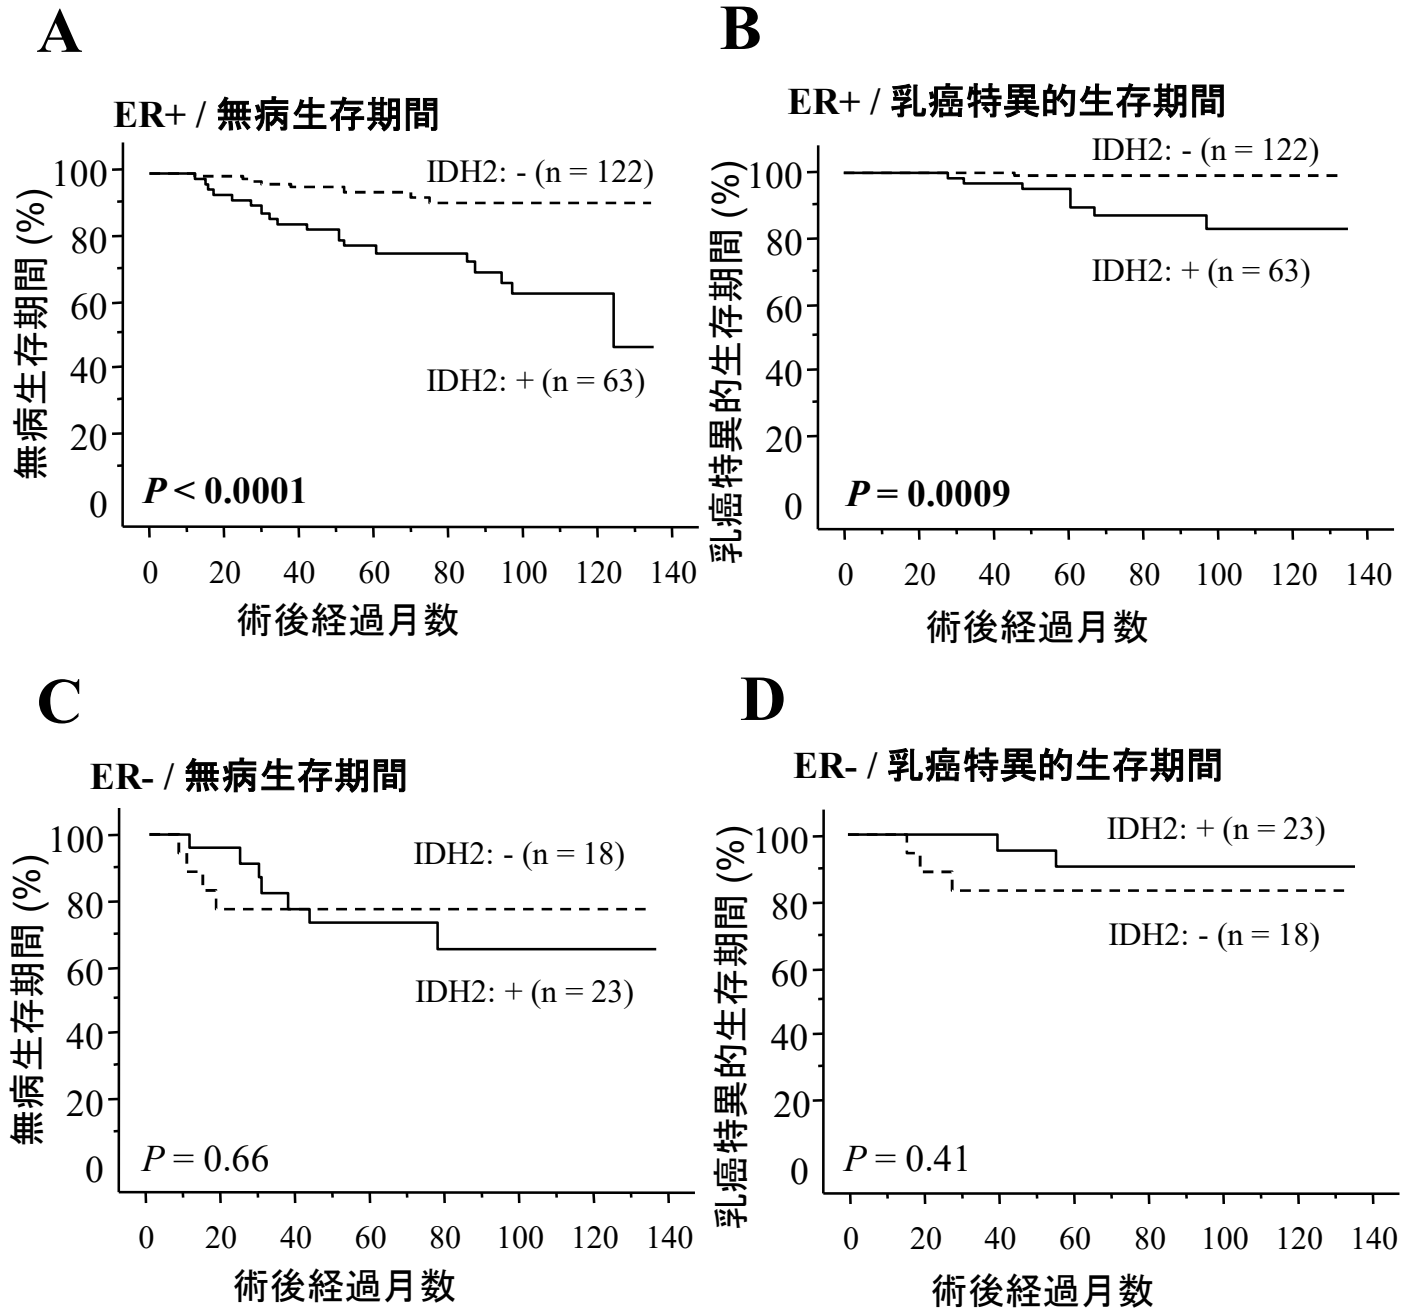 A
ER+ / 無病生存期間
無病生存期間 (%)
100
80
60
40
20
0
IDH2: - (n = 122)
IDH2: + (n = 63)
P < 0.0001
0 20 40 60 80 100 120 140
術後経過月数
B
ER+ / 乳癌特異的生存期間
乳癌特異的生存期間 (%)
100
80
60
40
20
0
IDH2: - (n = 122)
IDH2: + (n = 63)
P = 0.0009
0 20 40 60 80 100 120 140
術後経過月数
C
ER- / 無病生存期間
無病生存期間 (%)
100
80
60
40
20
0
IDH2: - (n = 18)
IDH2: + (n = 23)
P = 0.66
0 20 40 60 80 100 120 140
術後経過月数
D
ER- / 乳癌特異的生存期間
乳癌特異的生存期間 (%)
100
80
60
40
20
0
IDH2: + (n = 23)
IDH2: - (n = 18)
P = 0.41
0 20 40 60 80 100 120 140
術後経過月数